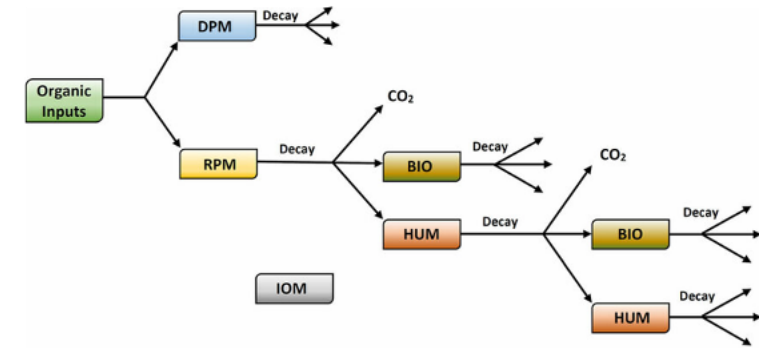 Decay
DPM
Organic
Inputs
CO₂
Decay
Decay
RPM
BIO
CO₂
Decay
Decay
HUM
BIO
IOM
Decay
HUM